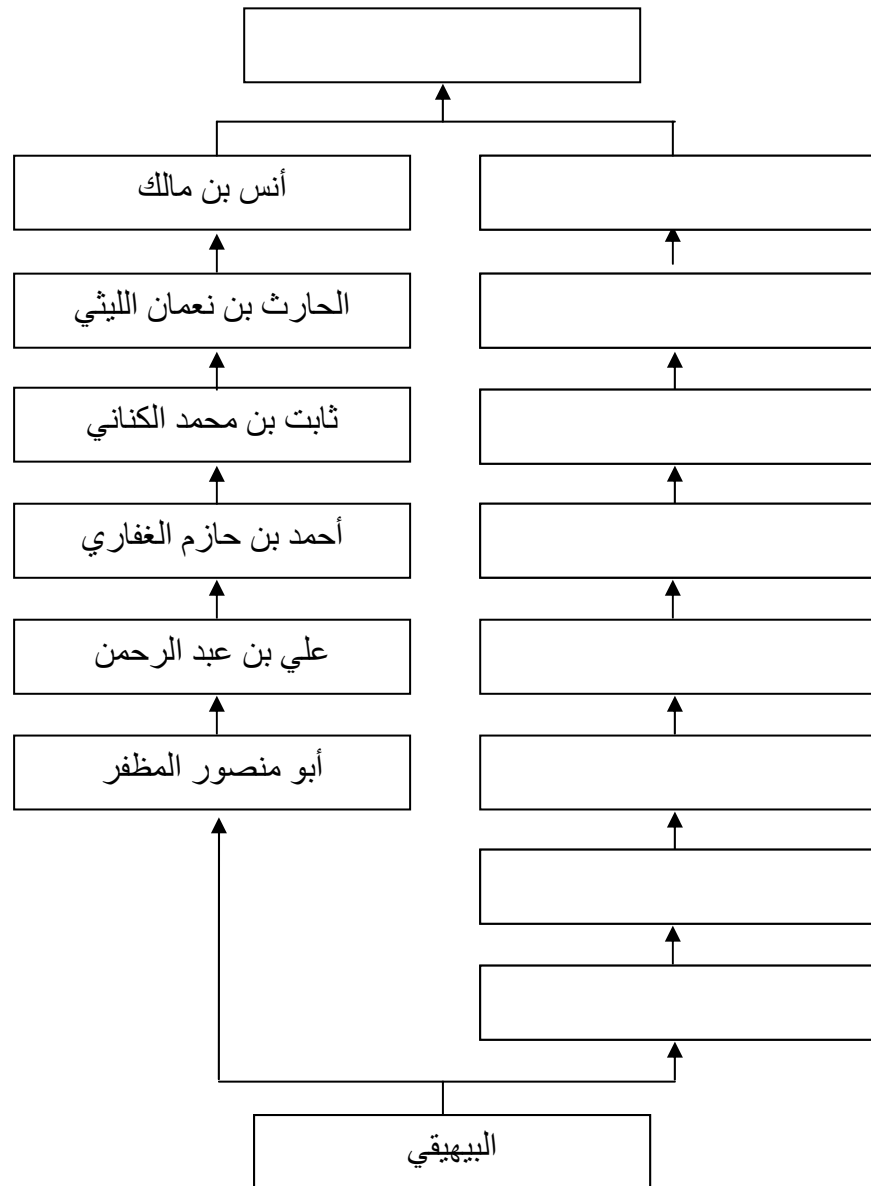 أنس بن مالك
الحارث بن نعمان الليثي
ثابت بن محمد الكناني
أحمد بن حازم الغفاري
علي بن عبد الرحمن
أبو منصور المظفر
البيهيقي